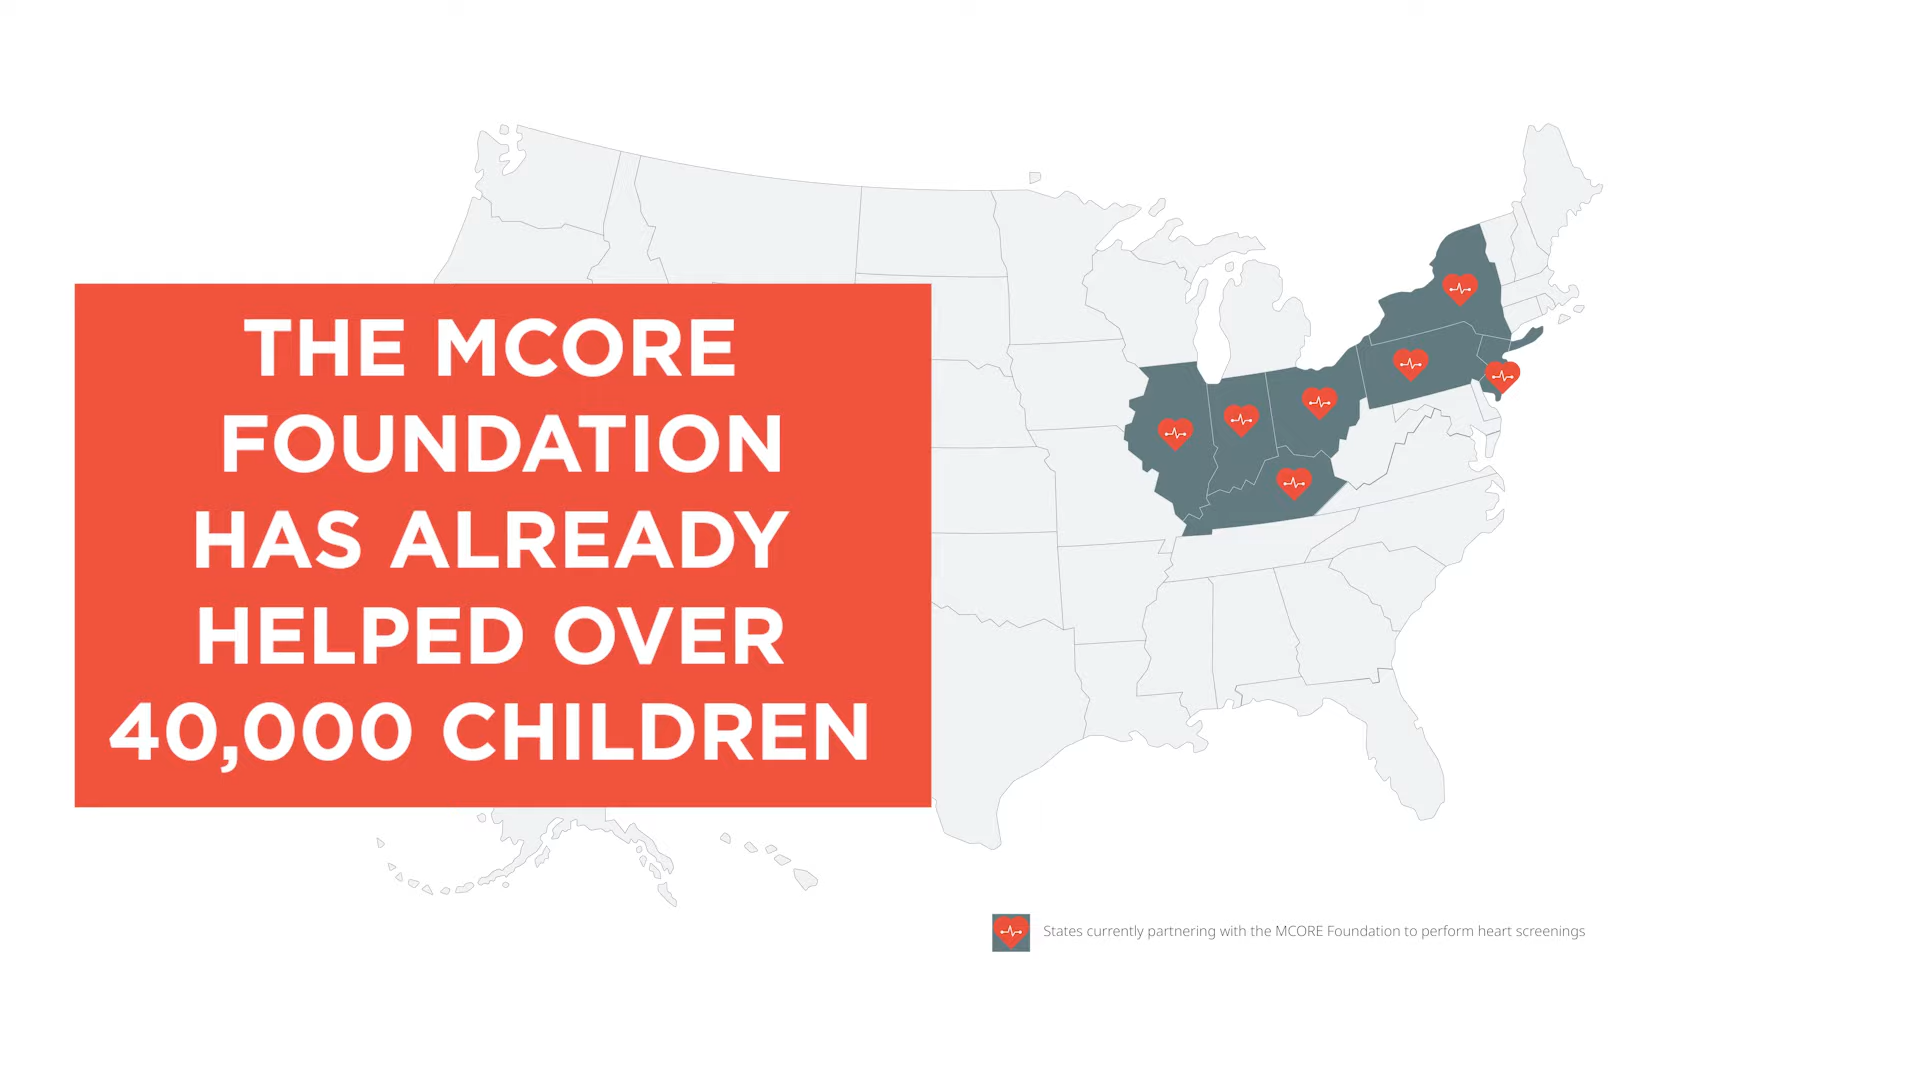 THE MCORE
FOUNDATION
HAS ALREADY
HELPED OVER
40,000 CHILDREN
States currently partnering with the MCORE Foundation to perform heart screenings